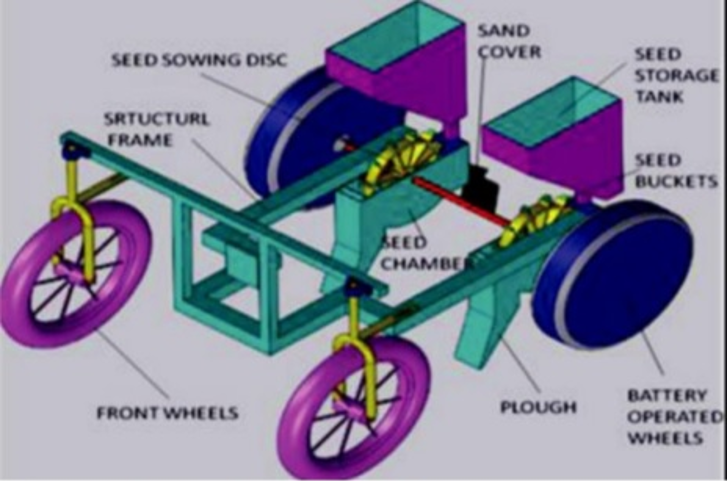 SAND
COVER
SEED SOWING DISC
SEED
STORAGE
TANK
SRTUCTURL
FRAME
SEED
BUCKETS
SEED
CHAMBER
FRONT WHEELS
PLOUGH
BATTERY
OPERATED
WHEELS